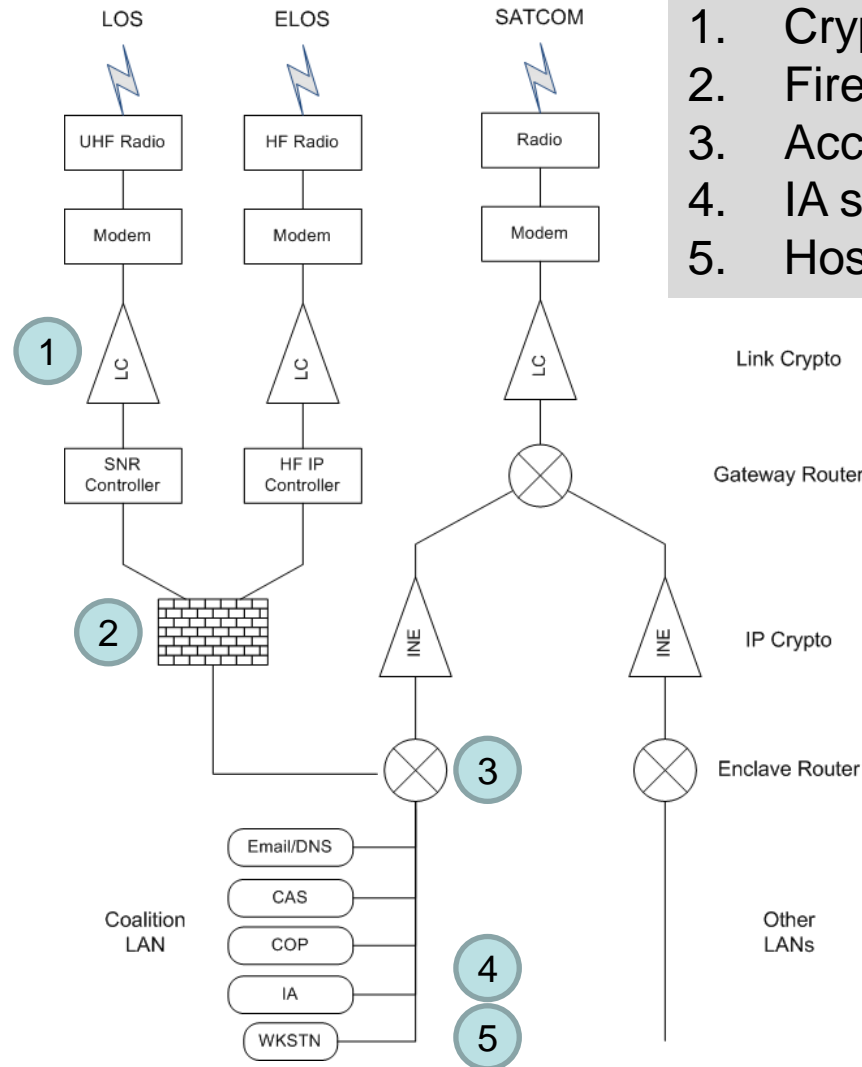 LOS ELOS SATCOM
1. Cryp
2. Fire
3. Acc
4. IA s
5. Hos
UHF Radio HF Radio Radio
Modem Modem Modem
1 LC LC LC Link Crypto
SNR Controller
HF IP Controller
Gateway Router
2 INE INE IP Crypto
3 Enclave Router
Email/DNS
CAS
Coalition LAN
COP
Other LANs
4
IA
WKSTN 5